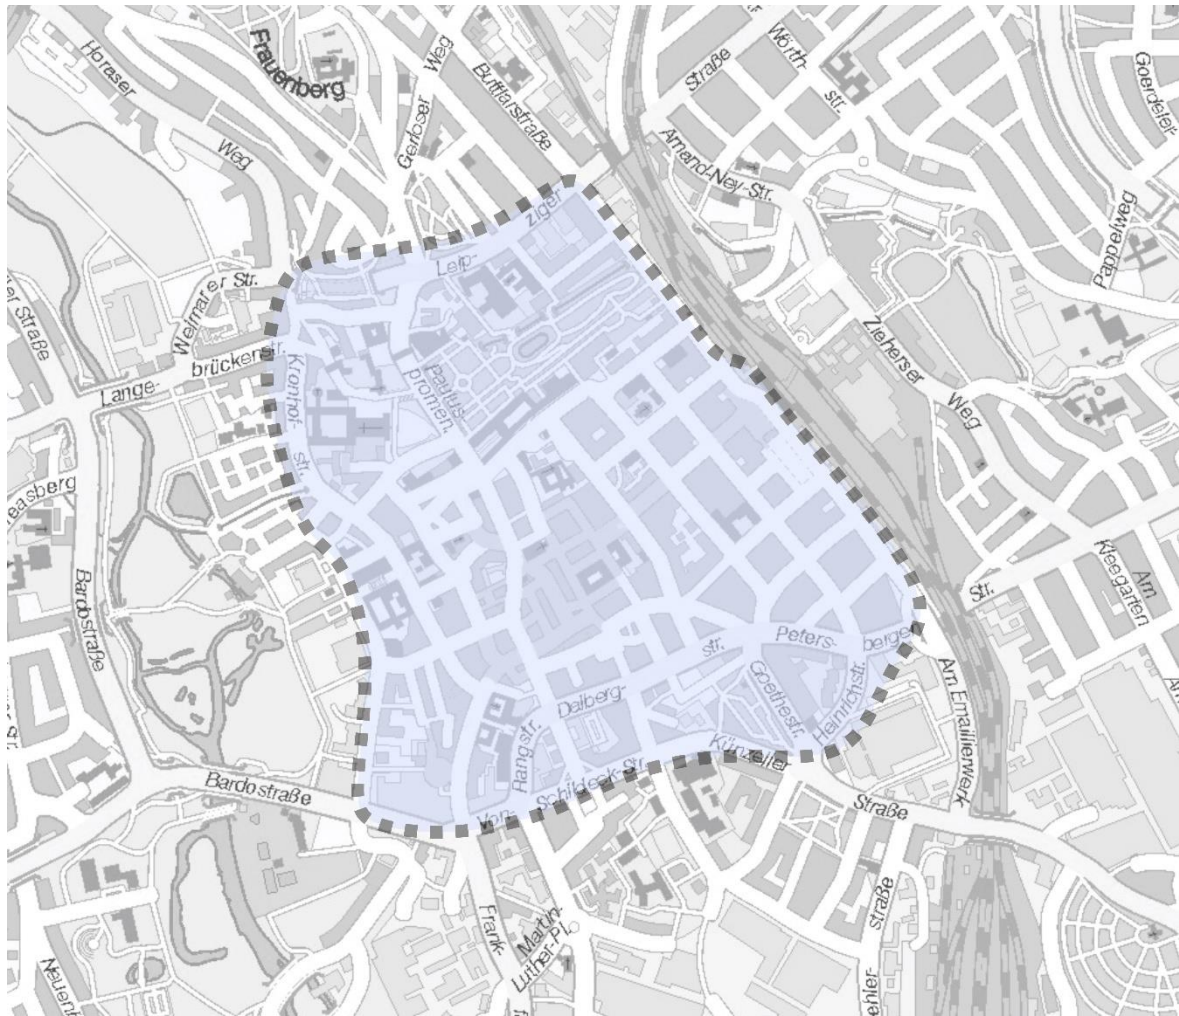 Frauenberg
Horaser
Weg
Gerloser
Weg
Buttlarstraße
Straße
Wörth-
str.
Goerdeler-
Amand-Ney-Str.
Pappelweg
Leip-
ziger
Weimarer Str.
Straße
Lange-
brückenstr.
Kronhof
str.
Paulus-
promen.
Zieherser
Weg
Bardostraße
Am
Kleegarten
Str.
Peters-
berger
str.
Dalberg-
Goethestr.
Heinrichstr.
Rangstr.
Künzeller
Straße
Von-
Schildeck-Str.
Am Emaillierwerk
Bardostraße
Frank-
Martin-
Luther-Pl.
straße